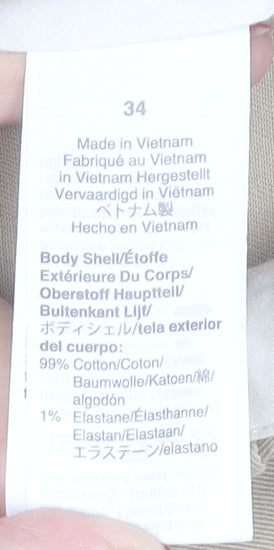 34
Made in Vietnam
Fabriqué au Vietnam
in Vietnam Hergestellt
Vervaardigd in Viëtnam
ベトナム製
Hecho en Vietnam
Body Shell/Étoffe
Extérieure Du Corps/
Oberstoff Hauptteil/
Buitenkant Lijf/
ボディシェル/tela exterior
del cuerpo:
99% Cotton/Coton/
Baumwolle/Katoen/綿/
algodón
1% Elastane/Élasthanne/
Elastan/Elastaan/
エラステーン/elastano